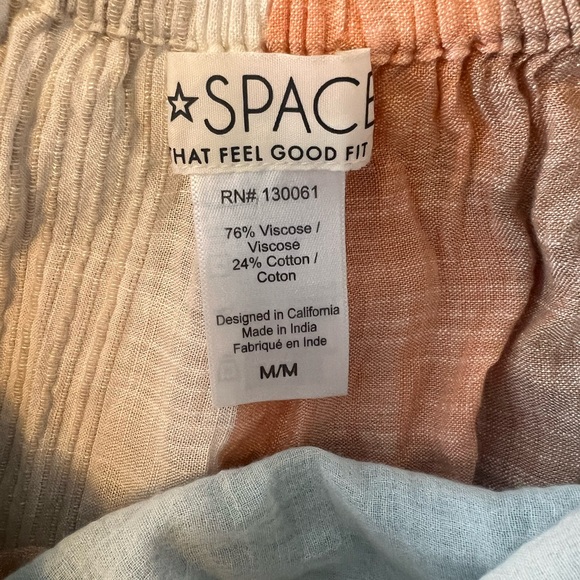 ☆SPACE
THAT FEEL GOOD FIT
RN# 130061
76% Viscose /
Viscose
24% Cotton /
Coton
Designed in California
Made in India
Fabriqué en Inde
M/M